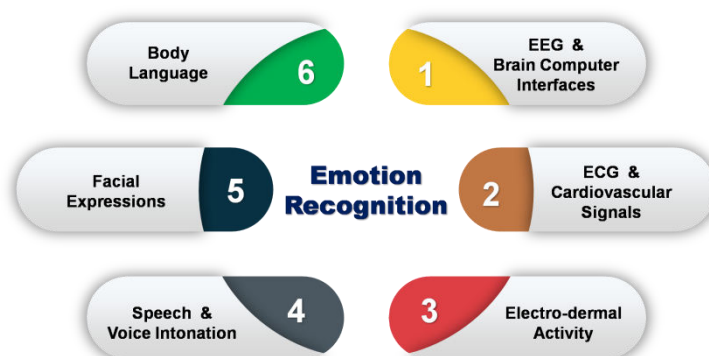 Emotion
Recognition
1
EEG &
Brain Computer
Interfaces
2
ECG &
Cardiovascular
Signals
3
Electro-dermal
Activity
4
Speech &
Voice Intonation
5
Facial
Expressions
6
Body
Language